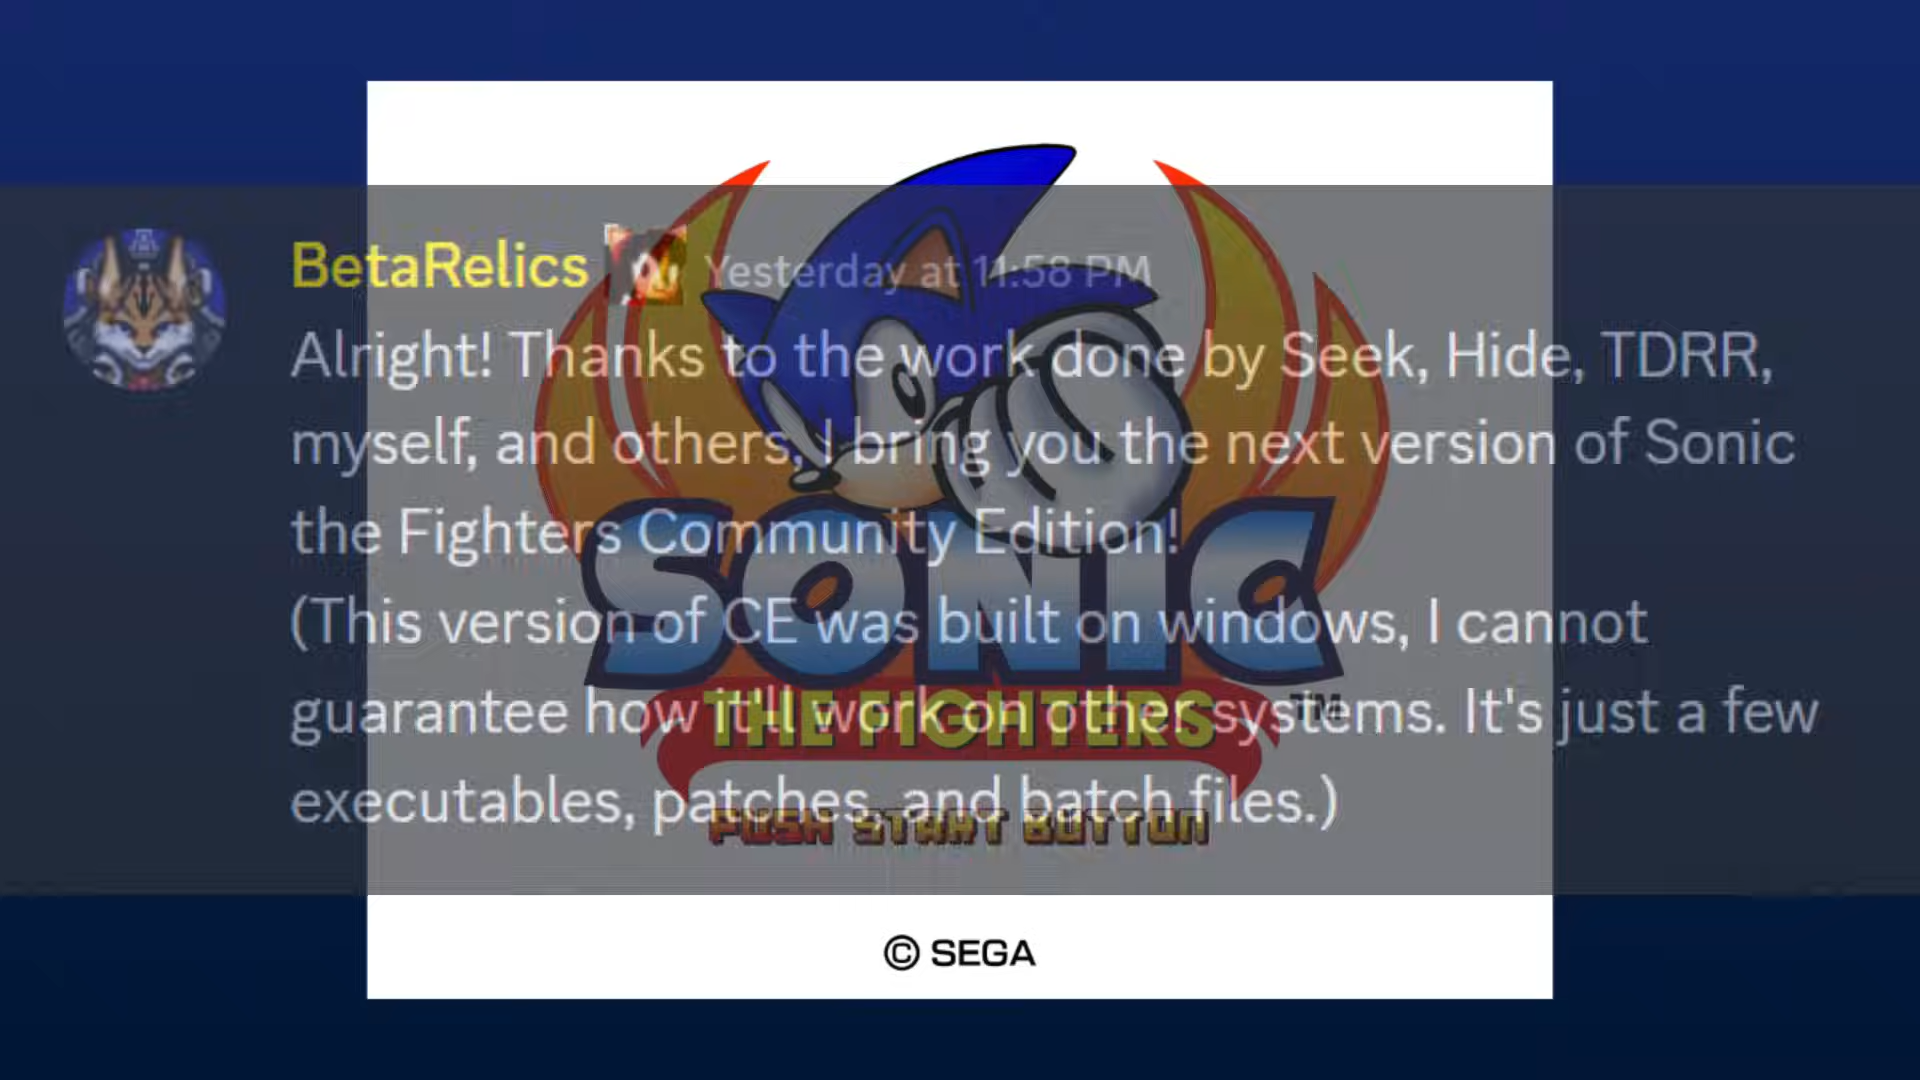 BetaRelics Yesterday at 11:58 PM
Alright! Thanks to the work done by Seek, Hide, TDRR,
myself, and others, I bring you the next version of Sonic
the Fighters Community Edition!
(This version of CE was built on windows, I cannot
guarantee how it'll work on other systems. It's just a few
executables, patches, and batch files.)
SONIC
THE FIGHTERS™
PUSH START BUTTON
© SEGA